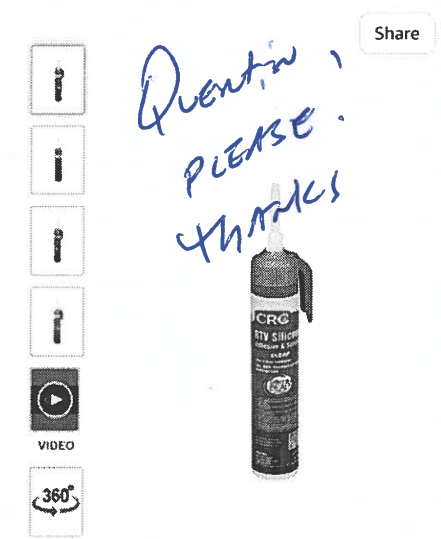 Share
Quentin,
PLEASE.
THANKS
CRC
RTV Silicone
Adhesive & Sealant
CLEAR
VIDEO
360°